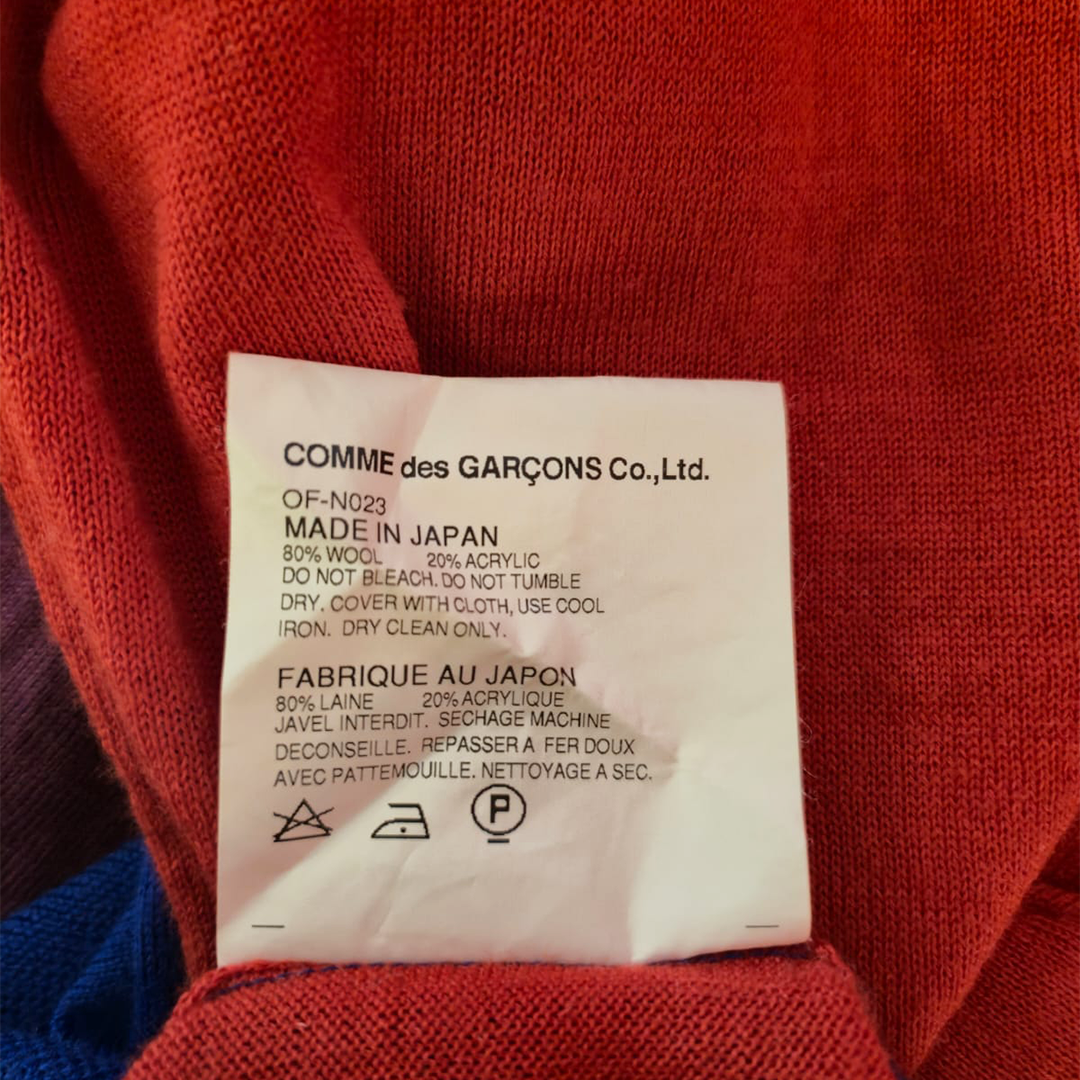 COMME des GARÇONS Co.,Ltd.
OF-N023
MADE IN JAPAN
80% WOOL 20% ACRYLIC
DO NOT BLEACH. DO NOT TUMBLE
DRY. COVER WITH CLOTH, USE COOL
IRON. DRY CLEAN ONLY.
FABRIQUE AU JAPON
80% LAINE 20% ACRYLIQUE
JAVEL INTERDIT. SECHAGE MACHINE
DECONSEILLE. REPASSER A FER DOUX
AVEC PATTEMOUILLE. NETTOYAGE A SEC.
P